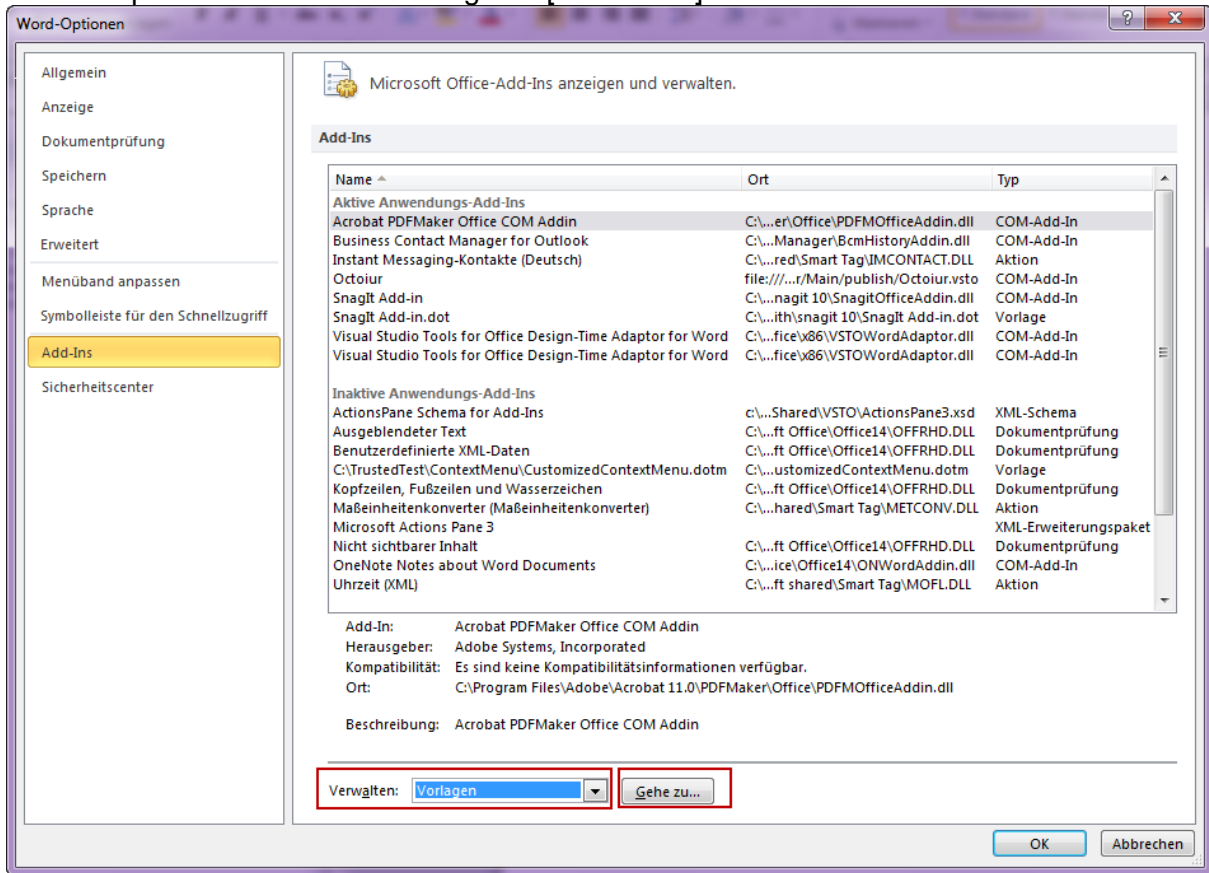 Word-Optionen
Allgemein
Anzeige
Dokumentprüfung
Speichern
Sprache
Erweitert
Menüband anpassen
Symbolleiste für den Schnellzugriff
Add-Ins
Sicherheitscenter
Microsoft Office-Add-Ins anzeigen und verwalten.
Add-Ins
Name Ort Typ
Aktive Anwendungs-Add-Ins
Acrobat PDFMaker Office COM Addin C:\...er\Office\PDFMOfficeAddin.dll COM-Add-In
Business Contact Manager for Outlook C:\...Manager\BcmHistoryAddin.dll COM-Add-In
Instant Messaging-Kontakte (Deutsch) C:\...red\Smart Tag\IMCONTACT.DLL Aktion
Octoiur file:///...r/Main/publish/Octoiur.vsto COM-Add-In
SnagIt Add-in C:\...nagit 10\SnagitOfficeAddin.dll COM-Add-In
SnagIt Add-in.dot C:\...ith\snagit 10\SnagIt Add-in.dot Vorlage
Visual Studio Tools for Office Design-Time Adaptor for Word C:\...fice\x86\VSTOWordAdaptor.dll COM-Add-In
Visual Studio Tools for Office Design-Time Adaptor for Word C:\...fice\x86\VSTOWordAdaptor.dll COM-Add-In
Inaktive Anwendungs-Add-Ins
ActionsPane Schema for Add-Ins c:\...Shared\VSTO\ActionsPane3.xsd XML-Schema
Ausgeblendeter Text C:\...ft Office\Office14\OFFRHD.DLL Dokumentprüfung
Benutzerdefinierte XML-Daten C:\...ft Office\Office14\OFFRHD.DLL Dokumentprüfung
C:\TrustedTest\ContextMenu\CustomizedContextMenu.dotm C:\...ustomizedContextMenu.dotm Vorlage
Kopfzeilen, Fußzeilen und Wasserzeichen C:\...ft Office\Office14\OFFRHD.DLL Dokumentprüfung
Maßeinheitenkonverter (Maßeinheitenkonverter) C:\...hared\Smart Tag\METCONV.DLL Aktion
Microsoft Actions Pane 3 XML-Erweiterungspaket
Nicht sichtbarer Inhalt C:\...ft Office\Office14\OFFRHD.DLL Dokumentprüfung
OneNote Notes about Word Documents C:\...ice\Office14\ONWordAddin.dll COM-Add-In
Uhrzeit (XML) C:\...ft shared\Smart Tag\MOFL.DLL Aktion
Add-In: Acrobat PDFMaker Office COM Addin
Herausgeber: Adobe Systems, Incorporated
Kompatibilität: Es sind keine Kompatibilitätsinformationen verfügbar.
Ort: C:\Program Files\Adobe\Acrobat 11.0\PDFMaker\Office\PDFMOfficeAddin.dll
Beschreibung: Acrobat PDFMaker Office COM Addin
Verwalten: Vorlagen Gehe zu...
OK Abbrechen